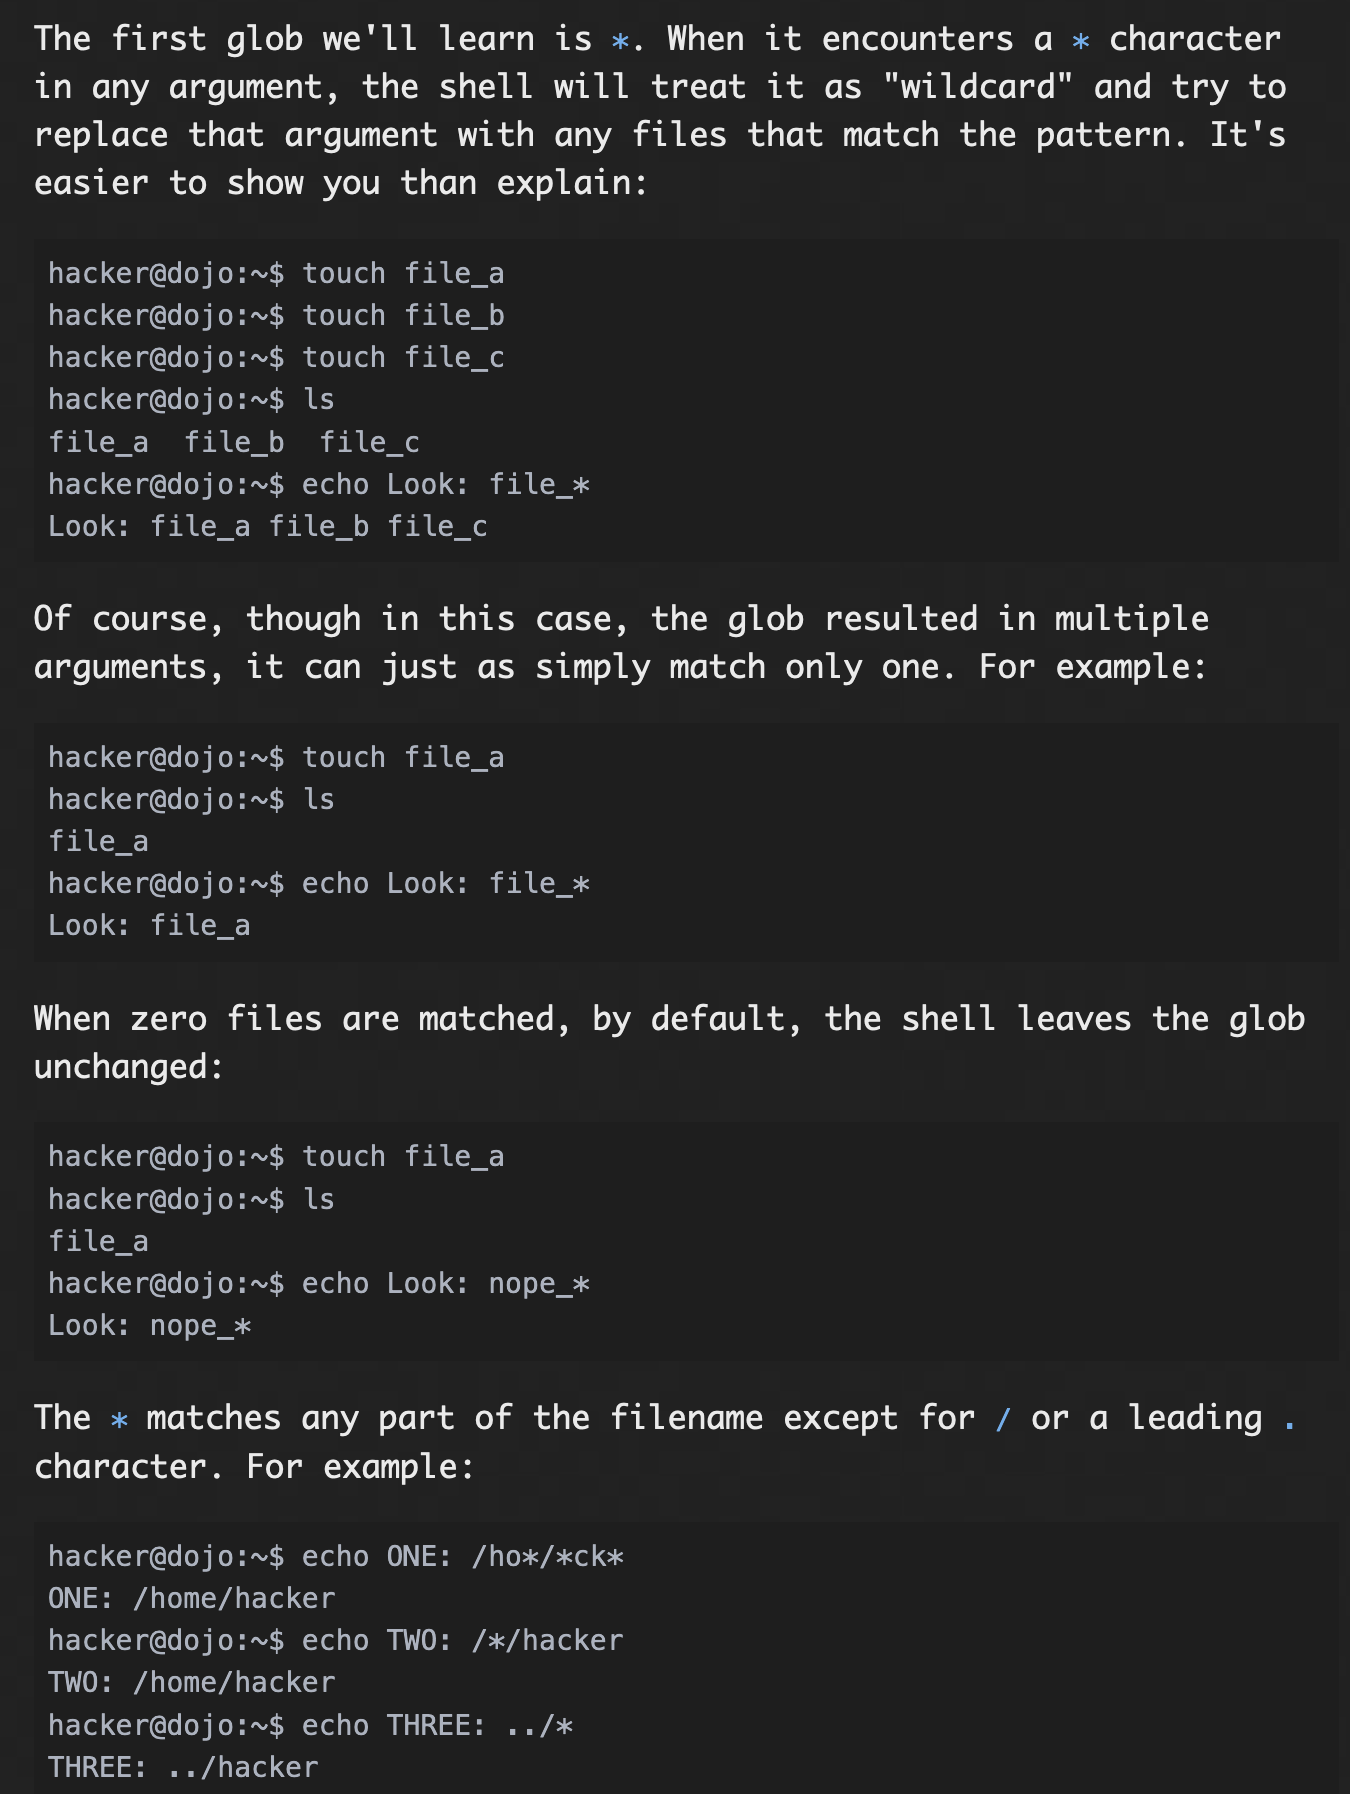 The first glob we'll learn is *. When it encounters a * character
in any argument, the shell will treat it as "wildcard" and try to
replace that argument with any files that match the pattern. It's
easier to show you than explain:
hacker@dojo:~$ touch file_a
hacker@dojo:~$ touch file_b
hacker@dojo:~$ touch file_c
hacker@dojo:~$ ls
file_a  file_b  file_c
hacker@dojo:~$ echo Look: file_*
Look: file_a file_b file_c
Of course, though in this case, the glob resulted in multiple
arguments, it can just as simply match only one. For example:
hacker@dojo:~$ touch file_a
hacker@dojo:~$ ls
file_a
hacker@dojo:~$ echo Look: file_*
Look: file_a
When zero files are matched, by default, the shell leaves the glob
unchanged:
hacker@dojo:~$ touch file_a
hacker@dojo:~$ ls
file_a
hacker@dojo:~$ echo Look: nope_*
Look: nope_*
The * matches any part of the filename except for / or a leading .
character. For example:
hacker@dojo:~$ echo ONE: /ho*/*ck*
ONE: /home/hacker
hacker@dojo:~$ echo TWO: /*/hacker
TWO: /home/hacker
hacker@dojo:~$ echo THREE: ../*
THREE: ../hacker